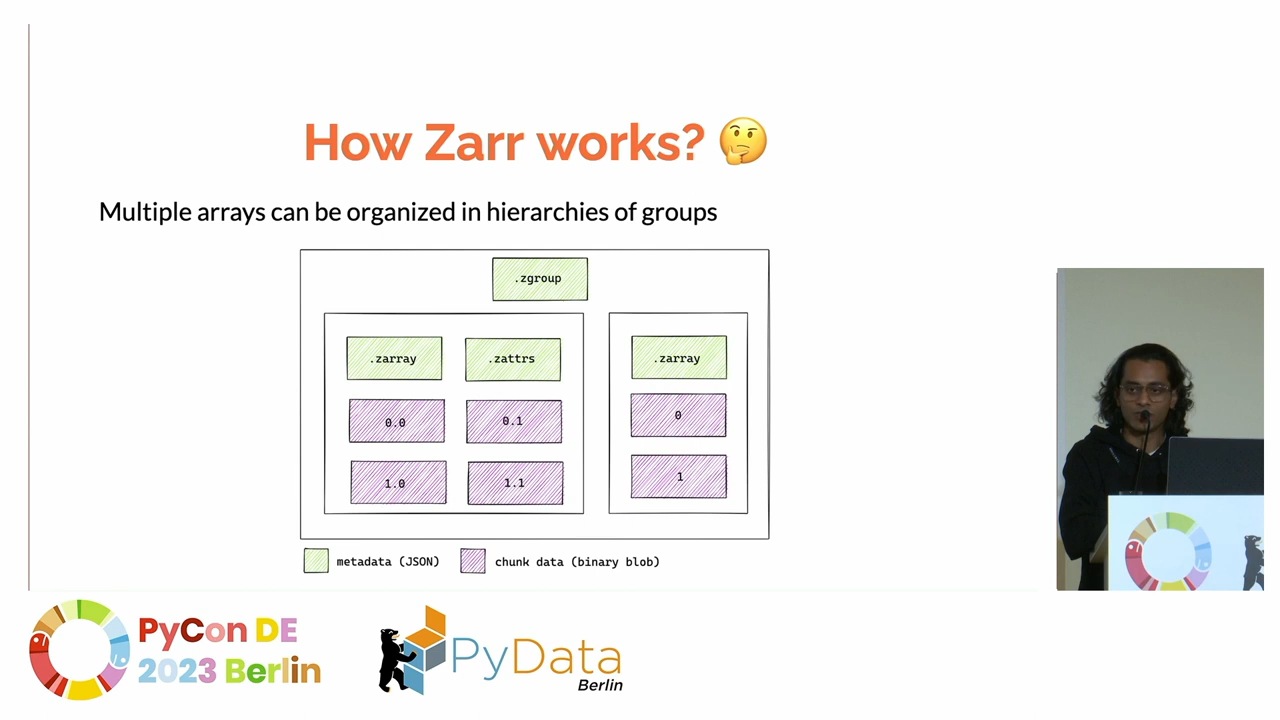 How Zarr works? 🤔
Multiple arrays can be organized in hierarchies of groups
.zgroup
.zarray
.zattrs
.zarray
0.0
0.1
0
1.0
1.1
1
metadata (JSON)
chunk data (binary blob)
PyCon DE
2023 Berlin
PyData
Berlin